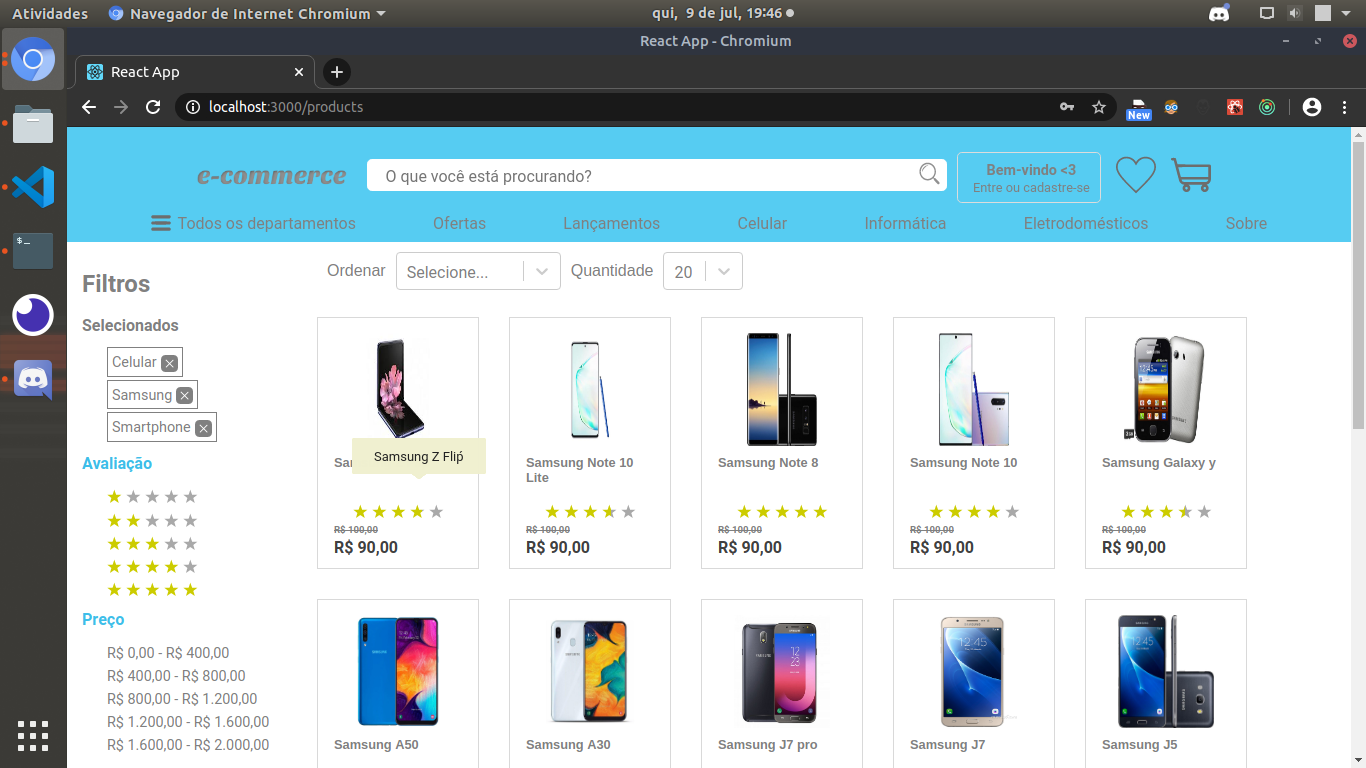 Atividades
Navegador de Internet Chromium
qui, 9 de jul, 19:46
React App - Chromium
React App
localhost:3000/products
New
e-commerce
O que você está procurando?
Bem-vindo <3
Entre ou cadastre-se
Todos os departamentos
Ofertas
Lançamentos
Celular
Informática
Eletrodomésticos
Sobre
Filtros
Selecionados
Celular
Samsung
Smartphone
Avaliação
Preço
R$ 0,00 - R$ 400,00
R$ 400,00 - R$ 800,00
R$ 800,00 - R$ 1.200,00
R$ 1.200,00 - R$ 1.600,00
R$ 1.600,00 - R$ 2.000,00
Ordenar
Selecione...
Quantidade
20
Samsung Z Flip
R$ 100,00
R$ 90,00
Samsung Note 10
Lite
R$ 100,00
R$ 90,00
Samsung Note 8
R$ 100,00
R$ 90,00
Samsung Note 10
R$ 100,00
R$ 90,00
Samsung Galaxy y
R$ 100,00
R$ 90,00
Samsung A50
Samsung A30
Samsung J7 pro
Samsung J7
Samsung J5